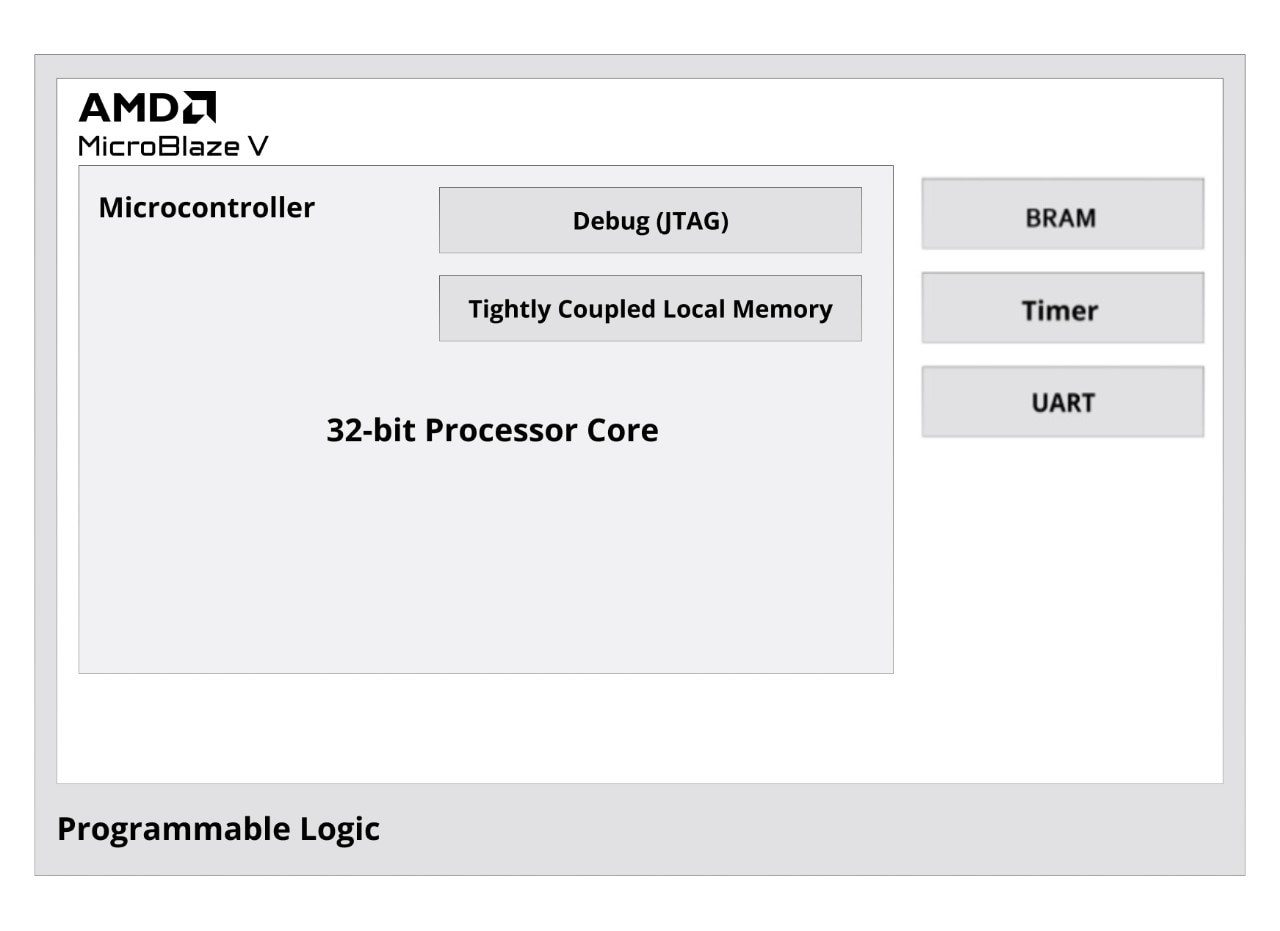 AMD
MicroBlaze V
Microcontroller
Debug (JTAG)
Tightly Coupled Local Memory
32-bit Processor Core
BRAM
Timer
UART
Programmable Logic